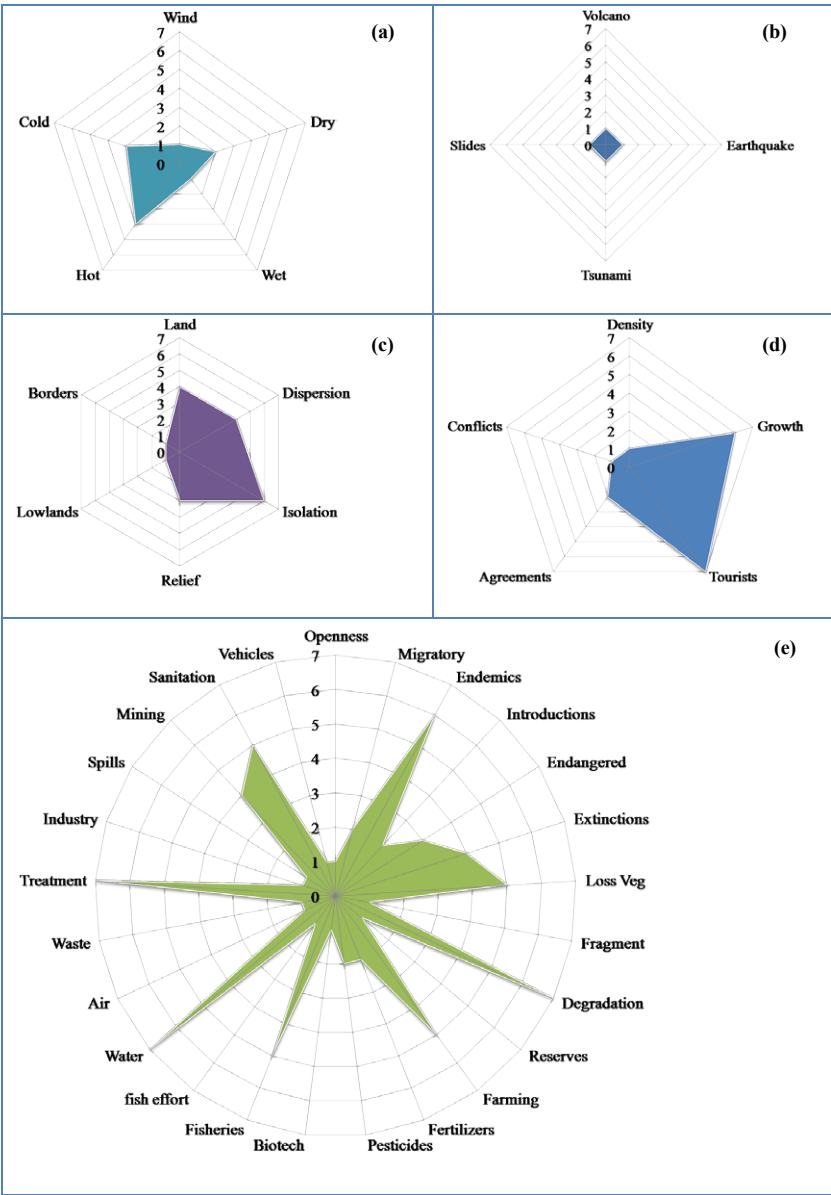 Wind
(a)
7
6
5
4
3
2
1
0
Cold
Dry
Hot
Wet
Volcano
(b)
7
6
5
4
3
2
1
0
Slides
Earthquake
Tsunami
Land
(c)
7
6
5
4
3
2
1
0
Borders
Dispersion
Lowlands
Isolation
Relief
Density
(d)
7
6
5
4
3
2
1
0
Conflicts
Growth
Agreements
Tourists
(e)
Openness
Vehicles
Migratory
Sanitation
Endemics
Mining
Introductions
Spills
Endangered
Industry
Extinctions
Treatment
Loss Veg
Waste
Fragment
Air
Degradation
Water
Reserves
fish effort
Farming
Fisheries
Fertilizers
Biotech
Pesticides
7
6
5
4
3
2
1
0